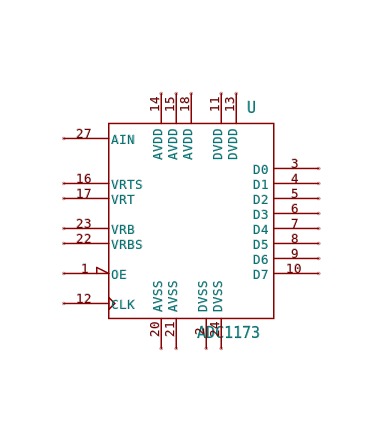 14 15 18 11 13 U
27 AIN AVDD AVDD AVDD DVDD DVDD
D0 3
16 VRTS D1 4
17 VRT D2 5
D3 6
23 VRB D4 7
22 VRBS D5 8
D6 9
1 OE D7 10
12 CLK AVSS AVSS DVSS DVSS
20 21 2 24 ADC1173